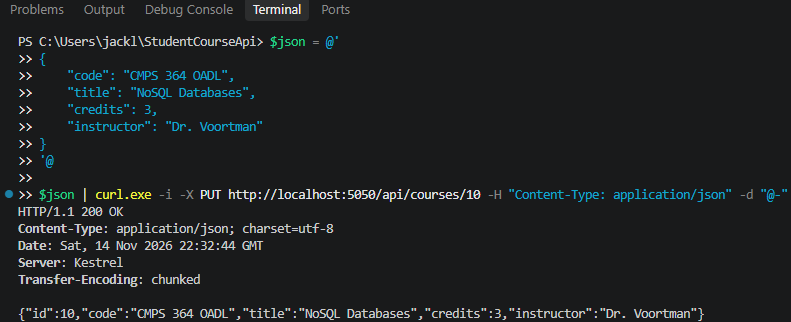 Problems Output Debug Console Terminal Ports
PS C:\Users\jackl\StudentCourseApi> $json = @'
>> {
>>     "code": "CMPS 364 OADL",
>>     "title": "NoSQL Databases",
>>     "credits": 3,
>>     "instructor": "Dr. Voortman"
>> }
>> '@
>>
>> $json | curl.exe -i -X PUT http://localhost:5050/api/courses/10 -H "Content-Type: application/json" -d "@-"
HTTP/1.1 200 OK
Content-Type: application/json; charset=utf-8
Date: Sat, 14 Nov 2026 22:32:44 GMT
Server: Kestrel
Transfer-Encoding: chunked
{"id":10,"code":"CMPS 364 OADL","title":"NoSQL Databases","credits":3,"instructor":"Dr. Voortman"}